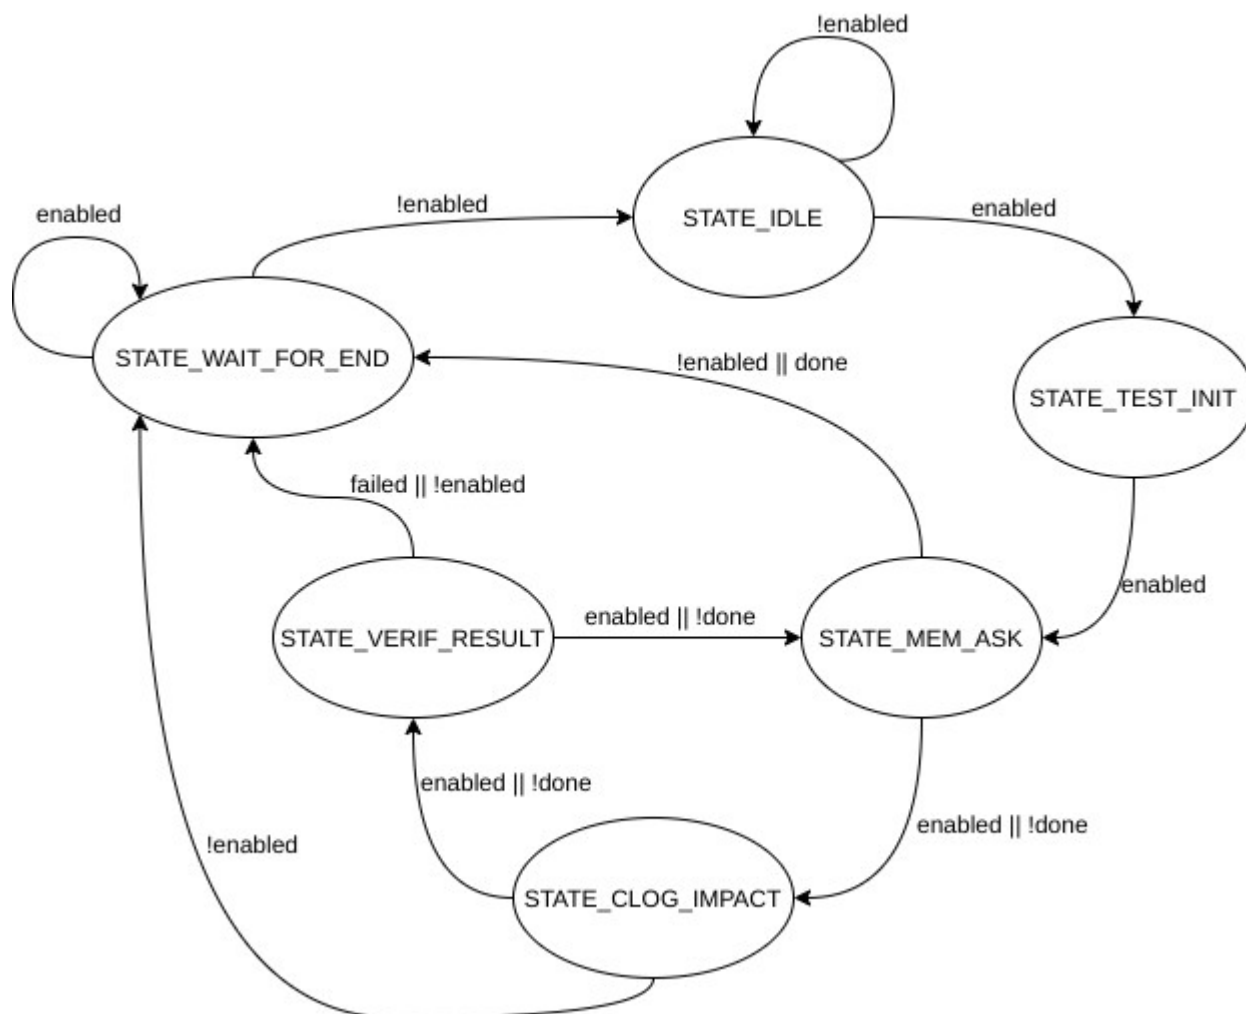 !enabled
STATE_IDLE
enabled
!enabled
enabled
STATE_WAIT_FOR_END
!enabled || done
STATE_TEST_INIT
failed || !enabled
enabled
enabled || !done
STATE_VERIF_RESULT
STATE_MEM_ASK
enabled || !done
enabled || !done
!enabled
STATE_CLOG_IMPACT